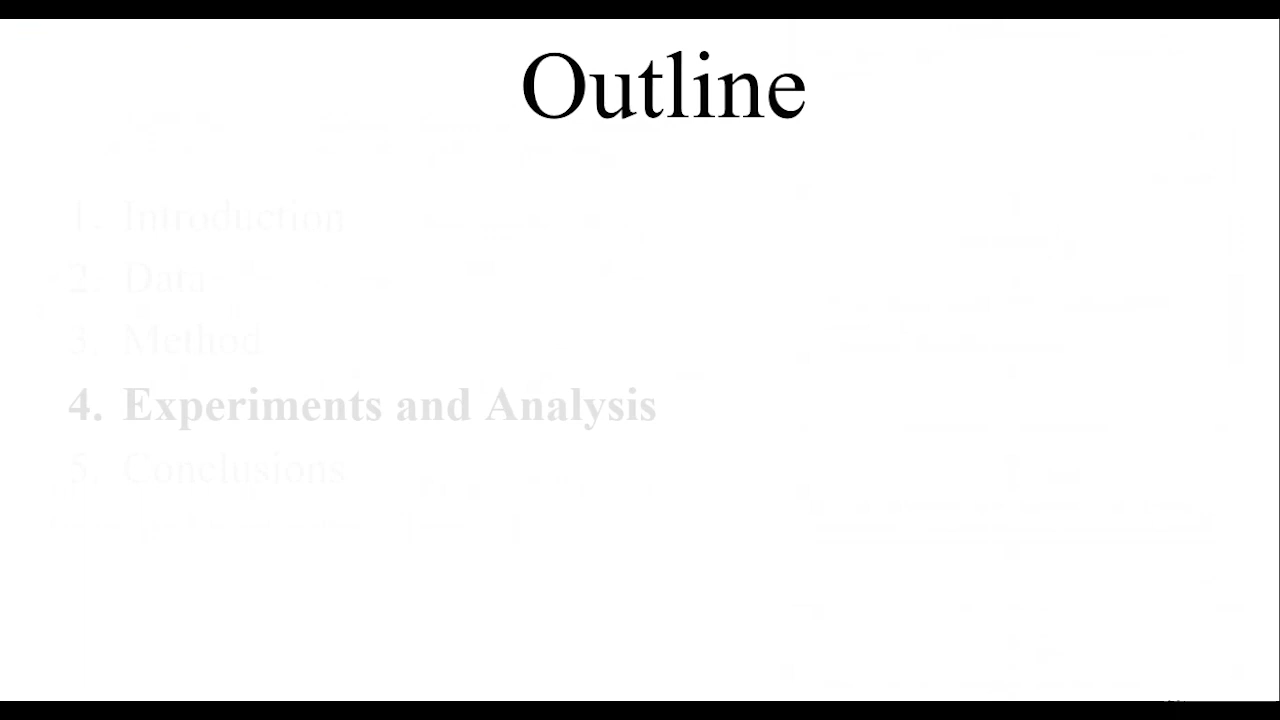 Outline
1. Introduction
2. Data
3. Method
4. Experiments and Analysis
5. Conclusions